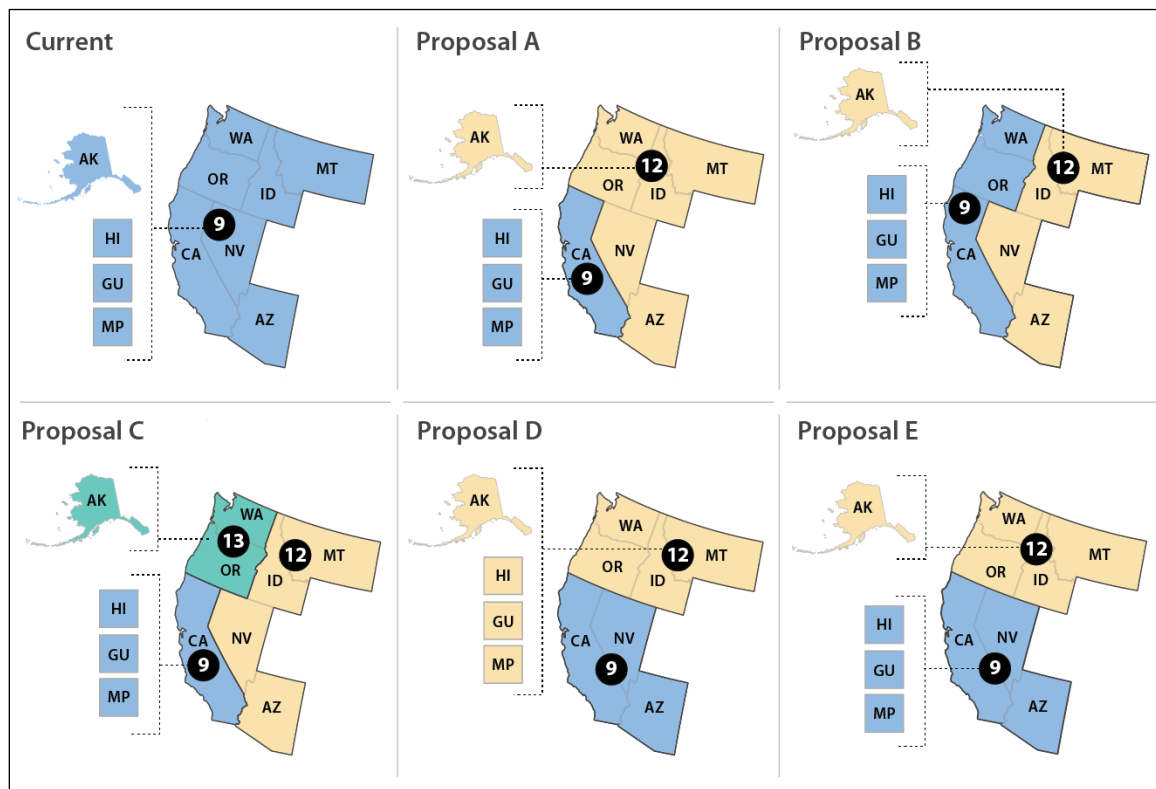 Current
Proposal A
Proposal B
AK
WA
MT
OR
ID
HI
9
CA
NV
GU
MP
AZ
AK
WA
12
MT
OR
ID
HI
NV
CA
GU
9
MP
AZ
AK
WA
12
MT
OR
ID
HI
9
GU
NV
CA
MP
AZ
Proposal C
Proposal D
Proposal E
AK
WA
13
12
MT
OR
ID
HI
CA
NV
GU
9
MP
AZ
AK
WA
12
MT
OR
ID
HI
GU
CA
NV
MP
9
AZ
AK
WA
12
MT
OR
ID
HI
CA
NV
GU
9
MP
AZ